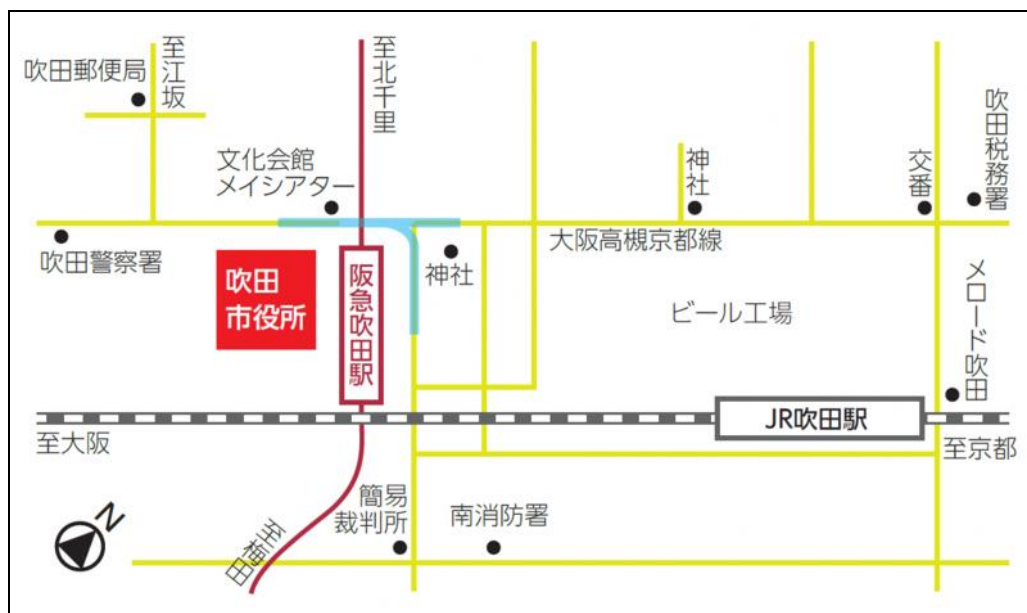 至江坂
吹田郵便局
至北千里
文化会館
メイシアター
神社
交番
吹田税務署
大阪高槻京都線
吹田警察署
吹田
市役所
阪急吹田駅
神社
ビール工場
メロード吹田
JR吹田駅
至大阪
至京都
簡易
裁判所
南消防署
至梅田
N